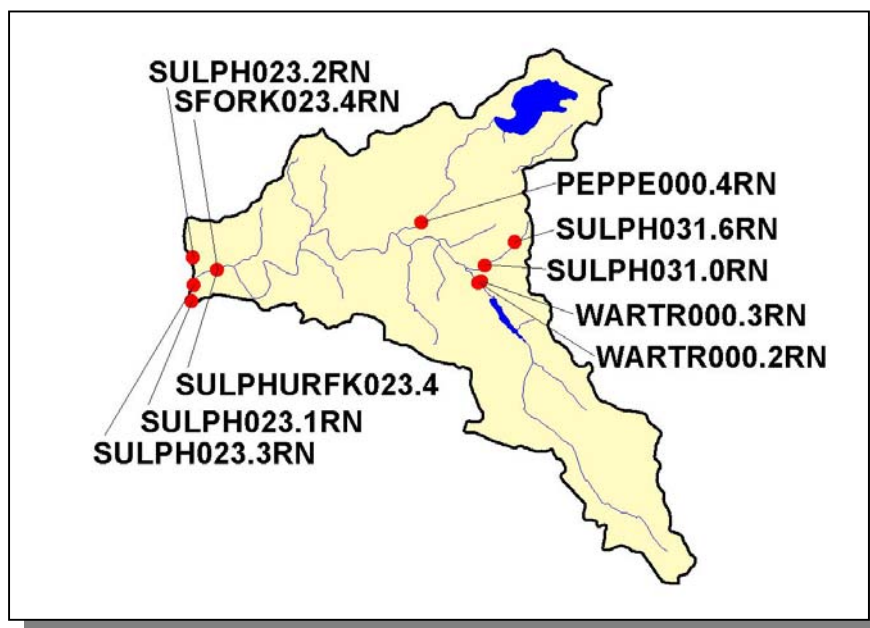 SULPH023.2RN
SFORK023.4RN
PEPPE000.4RN
SULPH031.6RN
SULPH031.0RN
WARTR000.3RN
WARTR000.2RN
SULPHURFK023.4
SULPH023.1RN
SULPH023.3RN